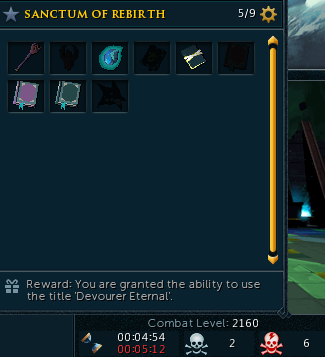 SANCTUM OF REBIRTH 5/9
Reward: You are granted the ability to use
the title 'Devourer Eternal'.
Combat Level: 2160
00:04:54 2 6
00:05:12